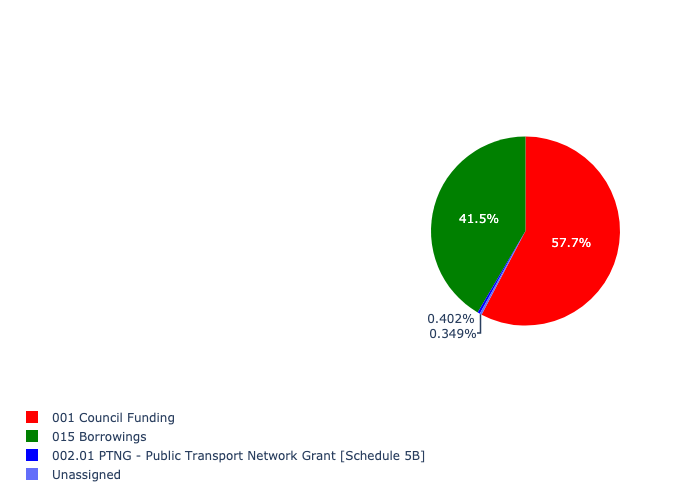 41.5%
57.7%
0.402%
0.349%
001 Council Funding
015 Borrowings
002.01 PTNG - Public Transport Network Grant [Schedule 5B]
Unassigned